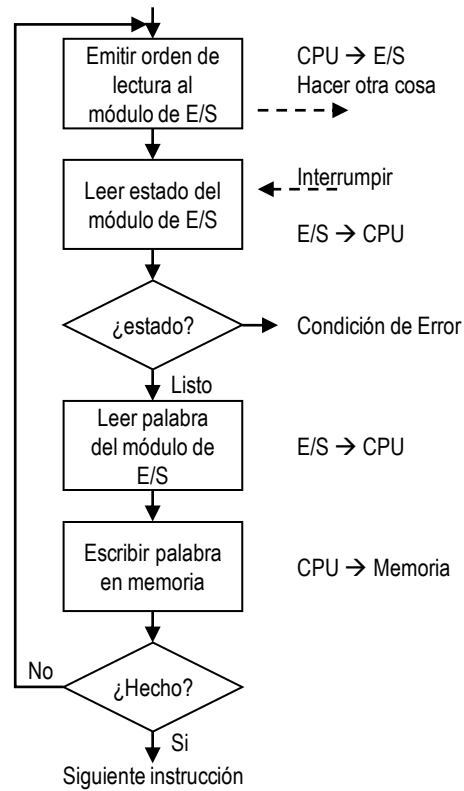 Emitir orden de
lectura al
módulo de E/S
CPU → E/S
Hacer otra cosa
Leer estado del
módulo de E/S
Interrumpir
E/S → CPU
¿estado?
Condición de Error
Listo
Leer palabra
del módulo de
E/S
E/S → CPU
Escribir palabra
en memoria
CPU → Memoria
No
¿Hecho?
Si
Siguiente instrucción